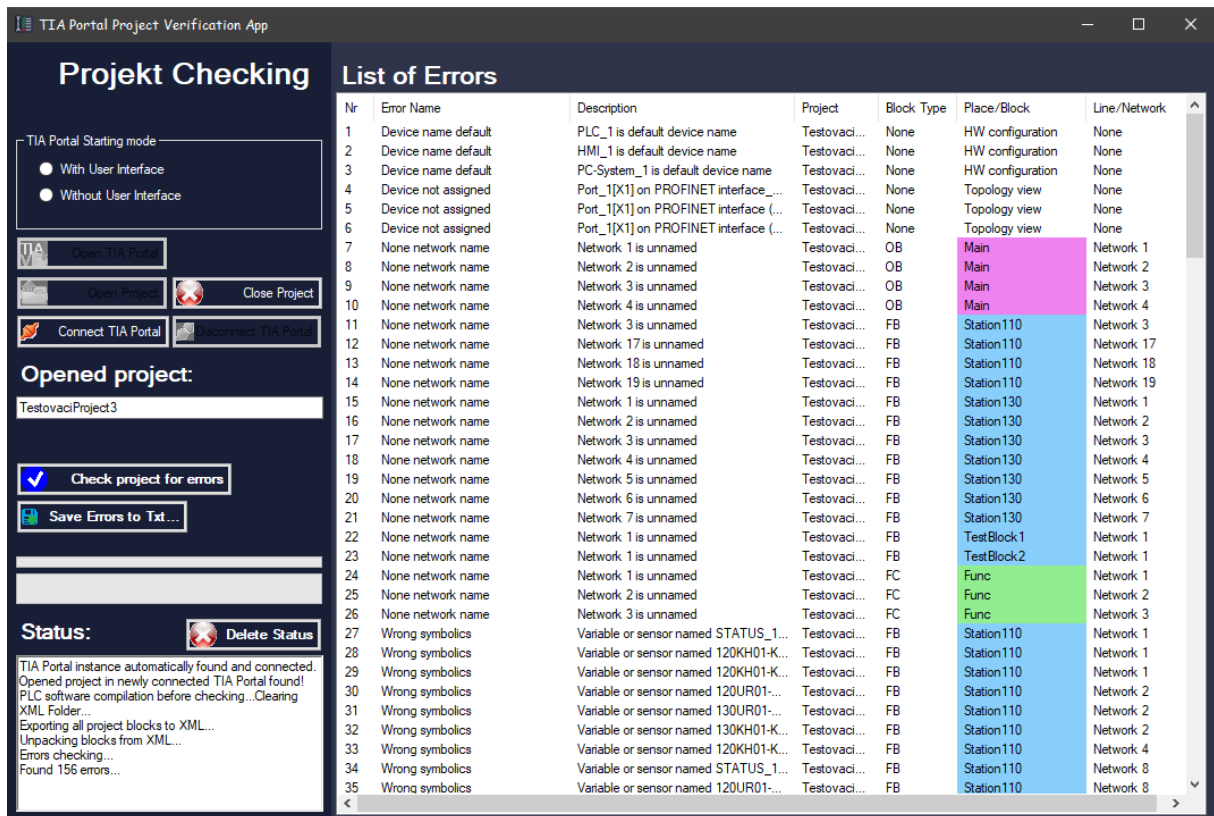 TIA Portal Project Verification App
Projekt Checking
TIA Portal Starting mode
With User Interface
Without User Interface
Open TIA Portal
Open Project
Close Project
Connect TIA Portal
Disconnect TIA Portal
Opened project:
TestovaciProject3
Check project for errors
Save Errors to Txt...
Status:
Delete Status
TIA Portal instance automatically found and connected.
Opened project in newly connected TIA Portal found!
PLC software compilation before checking...Clearing
XML Folder...
Exporting all project blocks to XML...
Unpacking blocks from XML...
Errors checking...
Found 156 errors...
List of Errors
Nr Error Name Description Project Block Type Place/Block Line/Network
1 Device name default PLC_1 is default device name Testovaci... None HW configuration None
2 Device name default HMI_1 is default device name Testovaci... None HW configuration None
3 Device name default PC-System_1 is default device name Testovaci... None HW configuration None
4 Device not assigned Port_1[X1] on PROFINET interface_... Testovaci... None Topology view None
5 Device not assigned Port_1[X1] on PROFINET interface (... Testovaci... None Topology view None
6 Device not assigned Port_1[X1] on PROFINET interface (... Testovaci... None Topology view None
7 None network name Network 1 is unnamed Testovaci... OB Main Network 1
8 None network name Network 2 is unnamed Testovaci... OB Main Network 2
9 None network name Network 3 is unnamed Testovaci... OB Main Network 3
10 None network name Network 4 is unnamed Testovaci... OB Main Network 4
11 None network name Network 3 is unnamed Testovaci... FB Station110 Network 3
12 None network name Network 17 is unnamed Testovaci... FB Station110 Network 17
13 None network name Network 18 is unnamed Testovaci... FB Station110 Network 18
14 None network name Network 19 is unnamed Testovaci... FB Station110 Network 19
15 None network name Network 1 is unnamed Testovaci... FB Station130 Network 1
16 None network name Network 2 is unnamed Testovaci... FB Station130 Network 2
17 None network name Network 3 is unnamed Testovaci... FB Station130 Network 3
18 None network name Network 4 is unnamed Testovaci... FB Station130 Network 4
19 None network name Network 5 is unnamed Testovaci... FB Station130 Network 5
20 None network name Network 6 is unnamed Testovaci... FB Station130 Network 6
21 None network name Network 7 is unnamed Testovaci... FB Station130 Network 7
22 None network name Network 1 is unnamed Testovaci... FB TestBlock1 Network 1
23 None network name Network 1 is unnamed Testovaci... FB TestBlock2 Network 1
24 None network name Network 1 is unnamed Testovaci... FC Func Network 1
25 None network name Network 2 is unnamed Testovaci... FC Func Network 2
26 None network name Network 3 is unnamed Testovaci... FC Func Network 3
27 Wrong symbolics Variable or sensor named STATUS_1... Testovaci... FB Station110 Network 1
28 Wrong symbolics Variable or sensor named 120KH01-K... Testovaci... FB Station110 Network 1
29 Wrong symbolics Variable or sensor named 120KH01-K... Testovaci... FB Station110 Network 1
30 Wrong symbolics Variable or sensor named 120UR01-... Testovaci... FB Station110 Network 2
31 Wrong symbolics Variable or sensor named 130UR01-... Testovaci... FB Station110 Network 2
32 Wrong symbolics Variable or sensor named 130KH01-K... Testovaci... FB Station110 Network 2
33 Wrong symbolics Variable or sensor named 120KH01-K... Testovaci... FB Station110 Network 4
34 Wrong symbolics Variable or sensor named STATUS_1... Testovaci... FB Station110 Network 8
35 Wrong symbolics Variable or sensor named 120UR01-... Testovaci... FB Station110 Network 8